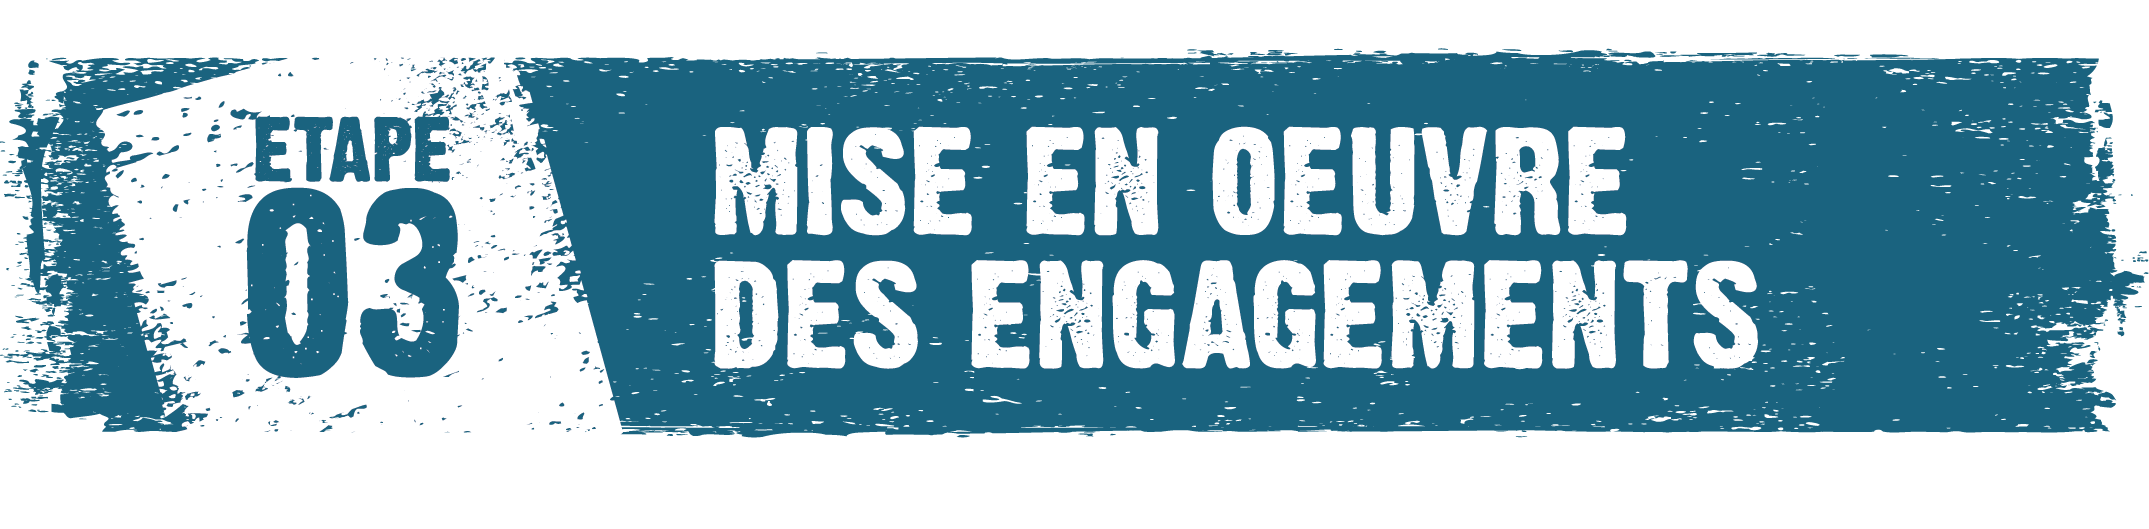 ETAPE
03
MISE EN OEUVRE
DES ENGAGEMENTS